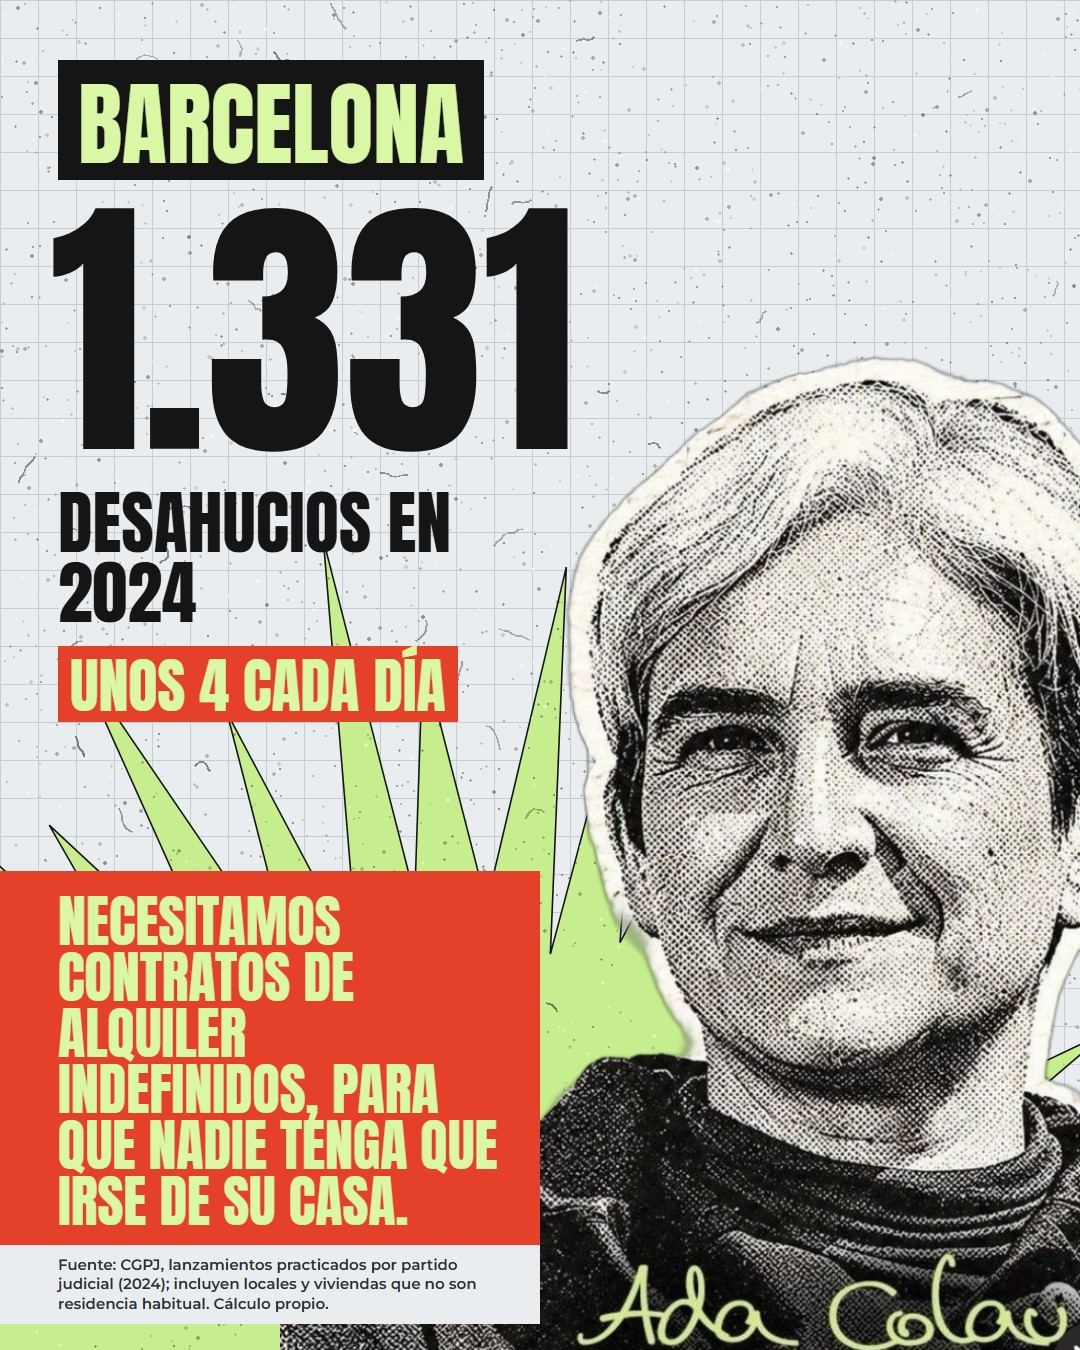 BARCELONA
1.331
DESAHUCIOS EN
2024
UNOS 4 CADA DÍA
NECESITAMOS
CONTRATOS DE
ALQUILER
INDEFINIDOS, PARA
QUE NADIE TENGA QUE
IRSE DE SU CASA.
Fuente: CGPJ, lanzamientos practicados por partido
judicial (2024); incluyen locales y viviendas que no son
residencia habitual. Cálculo propio.
Ada Colau